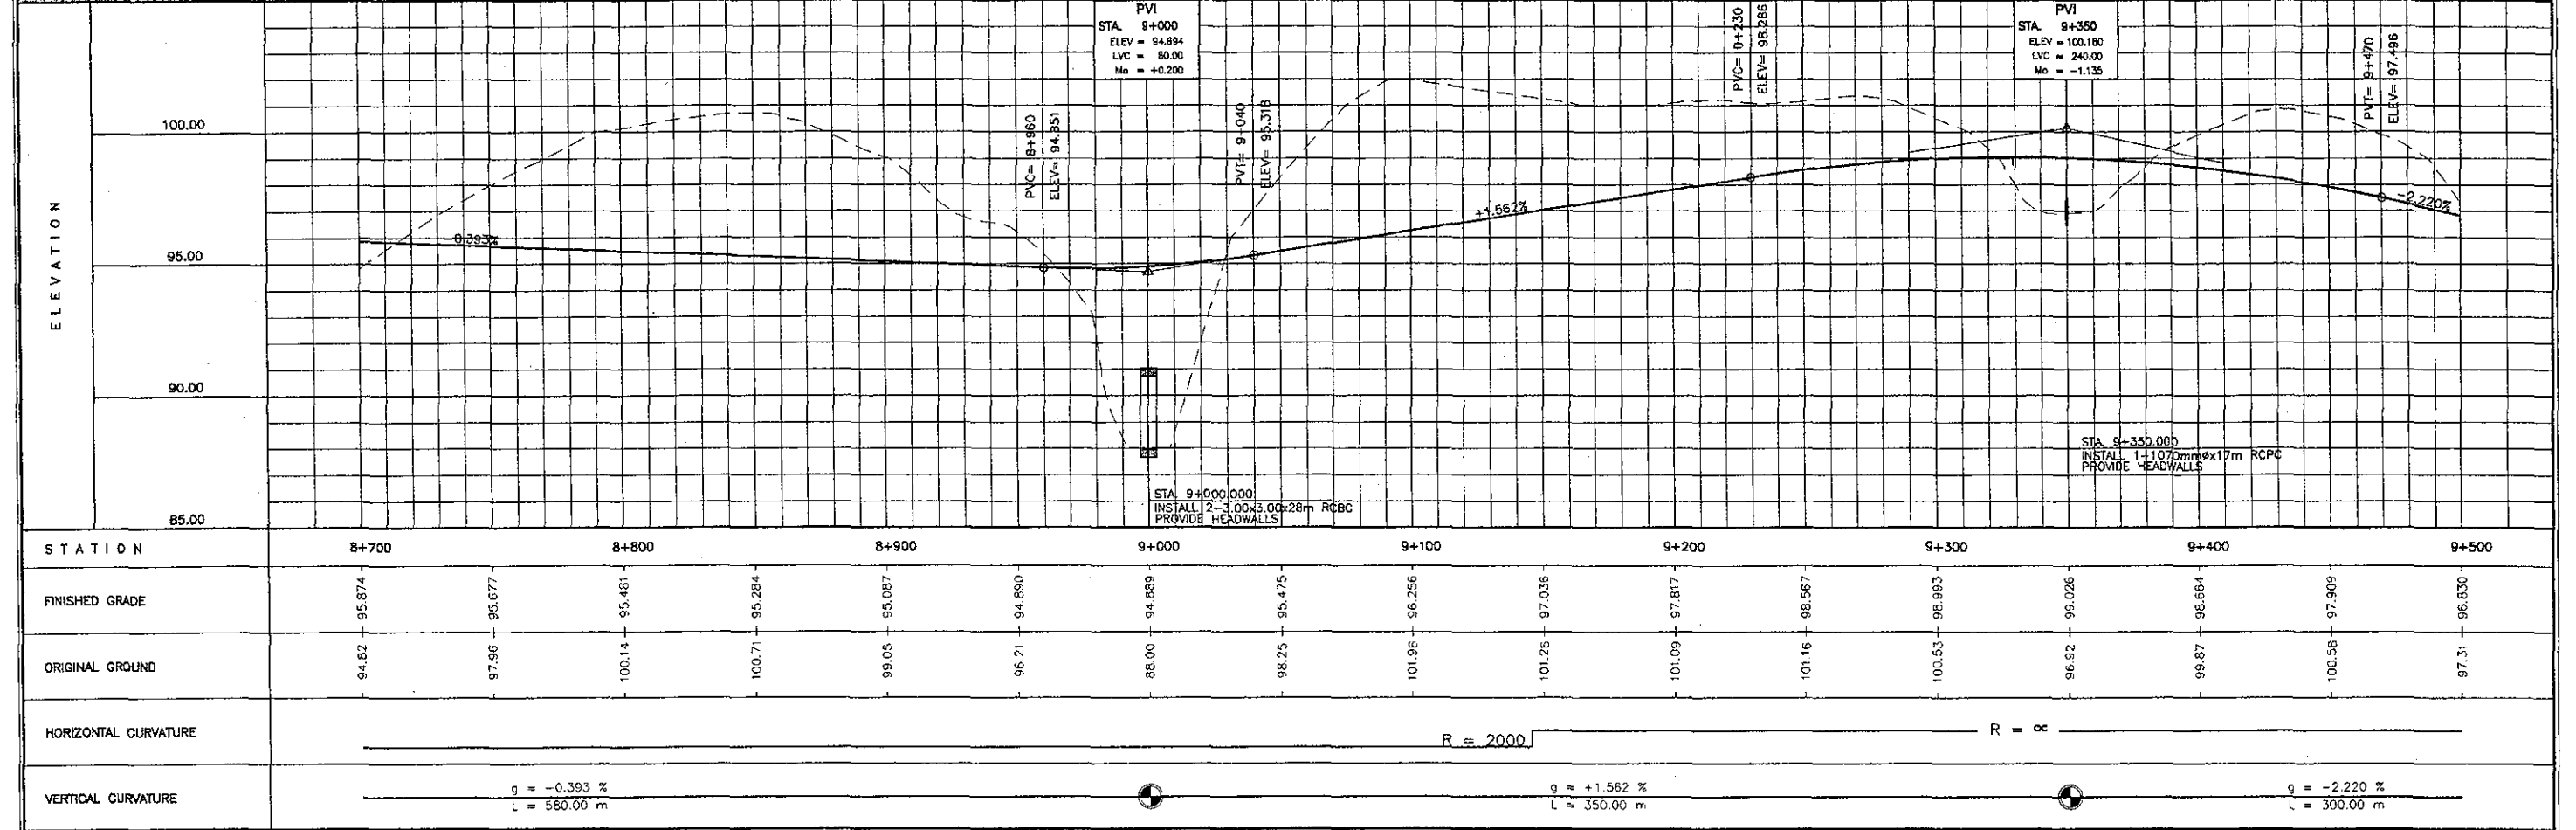 PVI
STA. 9+000
ELEV = 94.694
LVC = 80.00
Mo = +0.200
PVI
STA. 9+350
ELEV = 100.160
LVC = 240.00
Mo = -1.135
PVC= 8+960
ELEV= 94.851
PVT= 9+040
ELEV= 95.318
PVC= 9+230
ELEV= 98.286
PVT= 9+470
ELEV= 97.496
ELEVATION
100.00
95.00
90.00
85.00
-0.393%
+1.562%
-2.220%
STA. 9+000.000
INSTALL 2-3.00x3.00x28m RCBC
PROVIDE HEADWALLS
STA. 9+350.000
INSTALL 1-1070mmøx17m RCPC
PROVIDE HEADWALLS
STATION 8+700 8+800 8+900 9+000 9+100 9+200 9+300 9+400 9+500
FINISHED GRADE 95.874 95.677 95.481 95.284 95.087 94.890 94.889 95.475 96.256 97.036 97.817 98.567 98.993 99.026 98.664 97.909 96.830
ORIGINAL GROUND 94.82 97.96 100.14 100.71 99.05 96.21 88.00 98.25 101.96 101.26 101.09 101.16 100.53 96.92 99.87 100.58 97.31
HORIZONTAL CURVATURE R = 2000 R = ∞
VERTICAL CURVATURE
g = -0.393 %
L = 580.00 m
g = +1.562 %
L = 350.00 m
g = -2.220 %
L = 300.00 m